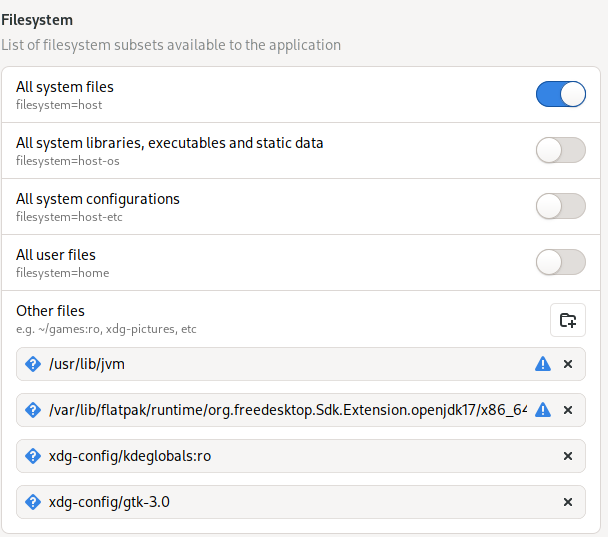 Filesystem
List of filesystem subsets available to the application
All system files
filesystem=host
All system libraries, executables and static data
filesystem=host-os
All system configurations
filesystem=host-etc
All user files
filesystem=home
Other files
e.g. ~/games:ro, xdg-pictures, etc
/usr/lib/jvm
/var/lib/flatpak/runtime/org.freedesktop.Sdk.Extension.openjdk17/x86_64
xdg-config/kdeglobals:ro
xdg-config/gtk-3.0